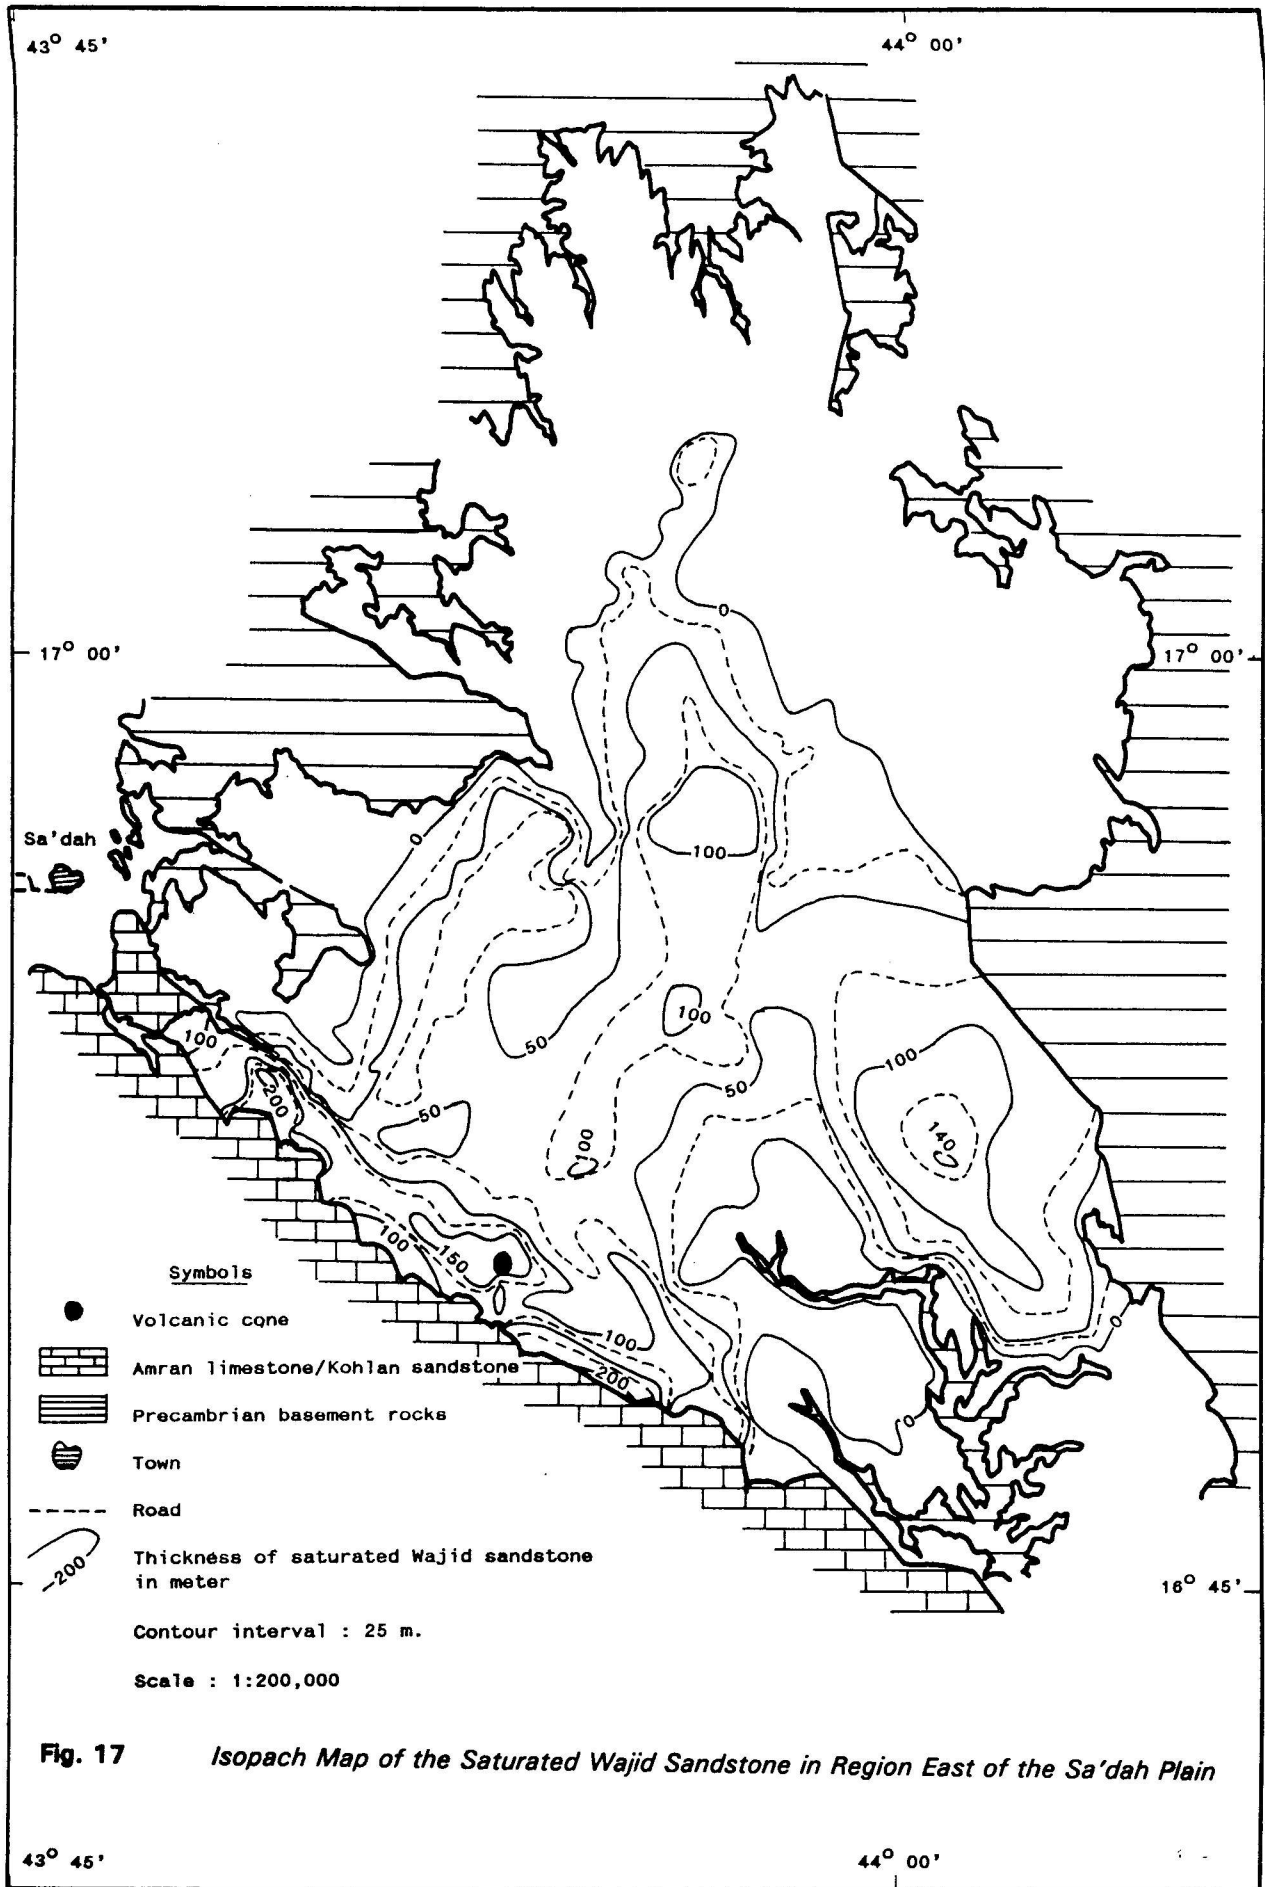 43° 45'
44° 00'
0
17° 00'
17° 00'
Sa'dah
0
100
100
50
100
100
50
200
50
100
140
100
150
Symbols
Volcanic cone
100
0
Amran limestone/Kohlan sandstone
200
Precambrian basement rocks
0
Town
Road
Thickness of saturated Wajid sandstone
in meter
200
16° 45'
Contour interval : 25 m.
Scale : 1:200,000
Fig. 17 Isopach Map of the Saturated Wajid Sandstone in Region East of the Sa'dah Plain
43° 45'
44° 00'